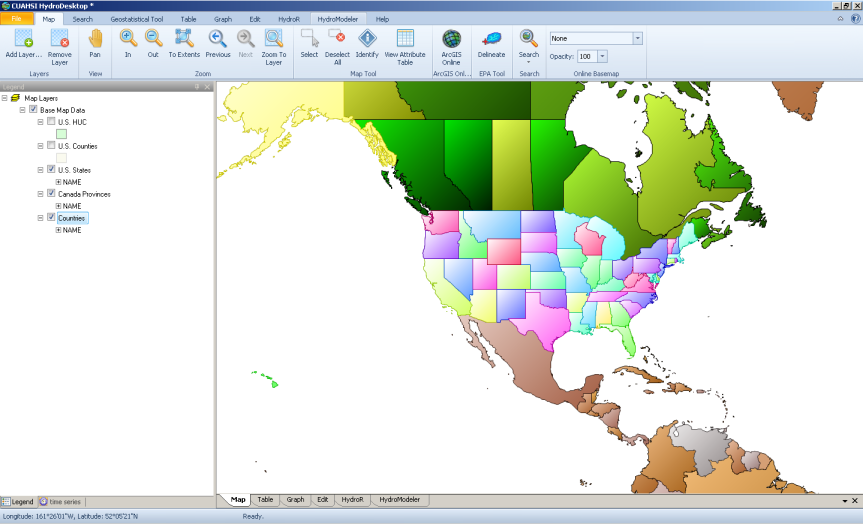 CUAHSI HydroDesktop *
File Map Search Geostatistical Tool Table Graph Edit HydroR HydroModeler Help
Add Layer... Remove Layer Pan In Out To Extents Previous Next Zoom To Layer Select Deselect All Identify View Attribute Table ArcGIS Online Delineate Search None
Opacity: 100
Layers View Zoom Map Tool ArcGIS Onl... EPA Tool Search Online Basemap
Legend
Map Layers
Base Map Data
U.S. HUC
U.S. Counties
U.S. States
NAME
Canada Provinces
NAME
Countries
NAME
Legend time series Map Table Graph Edit HydroR HydroModeler
Longitude: 161°26'01"W, Latitude: 52°05'21"N Ready.